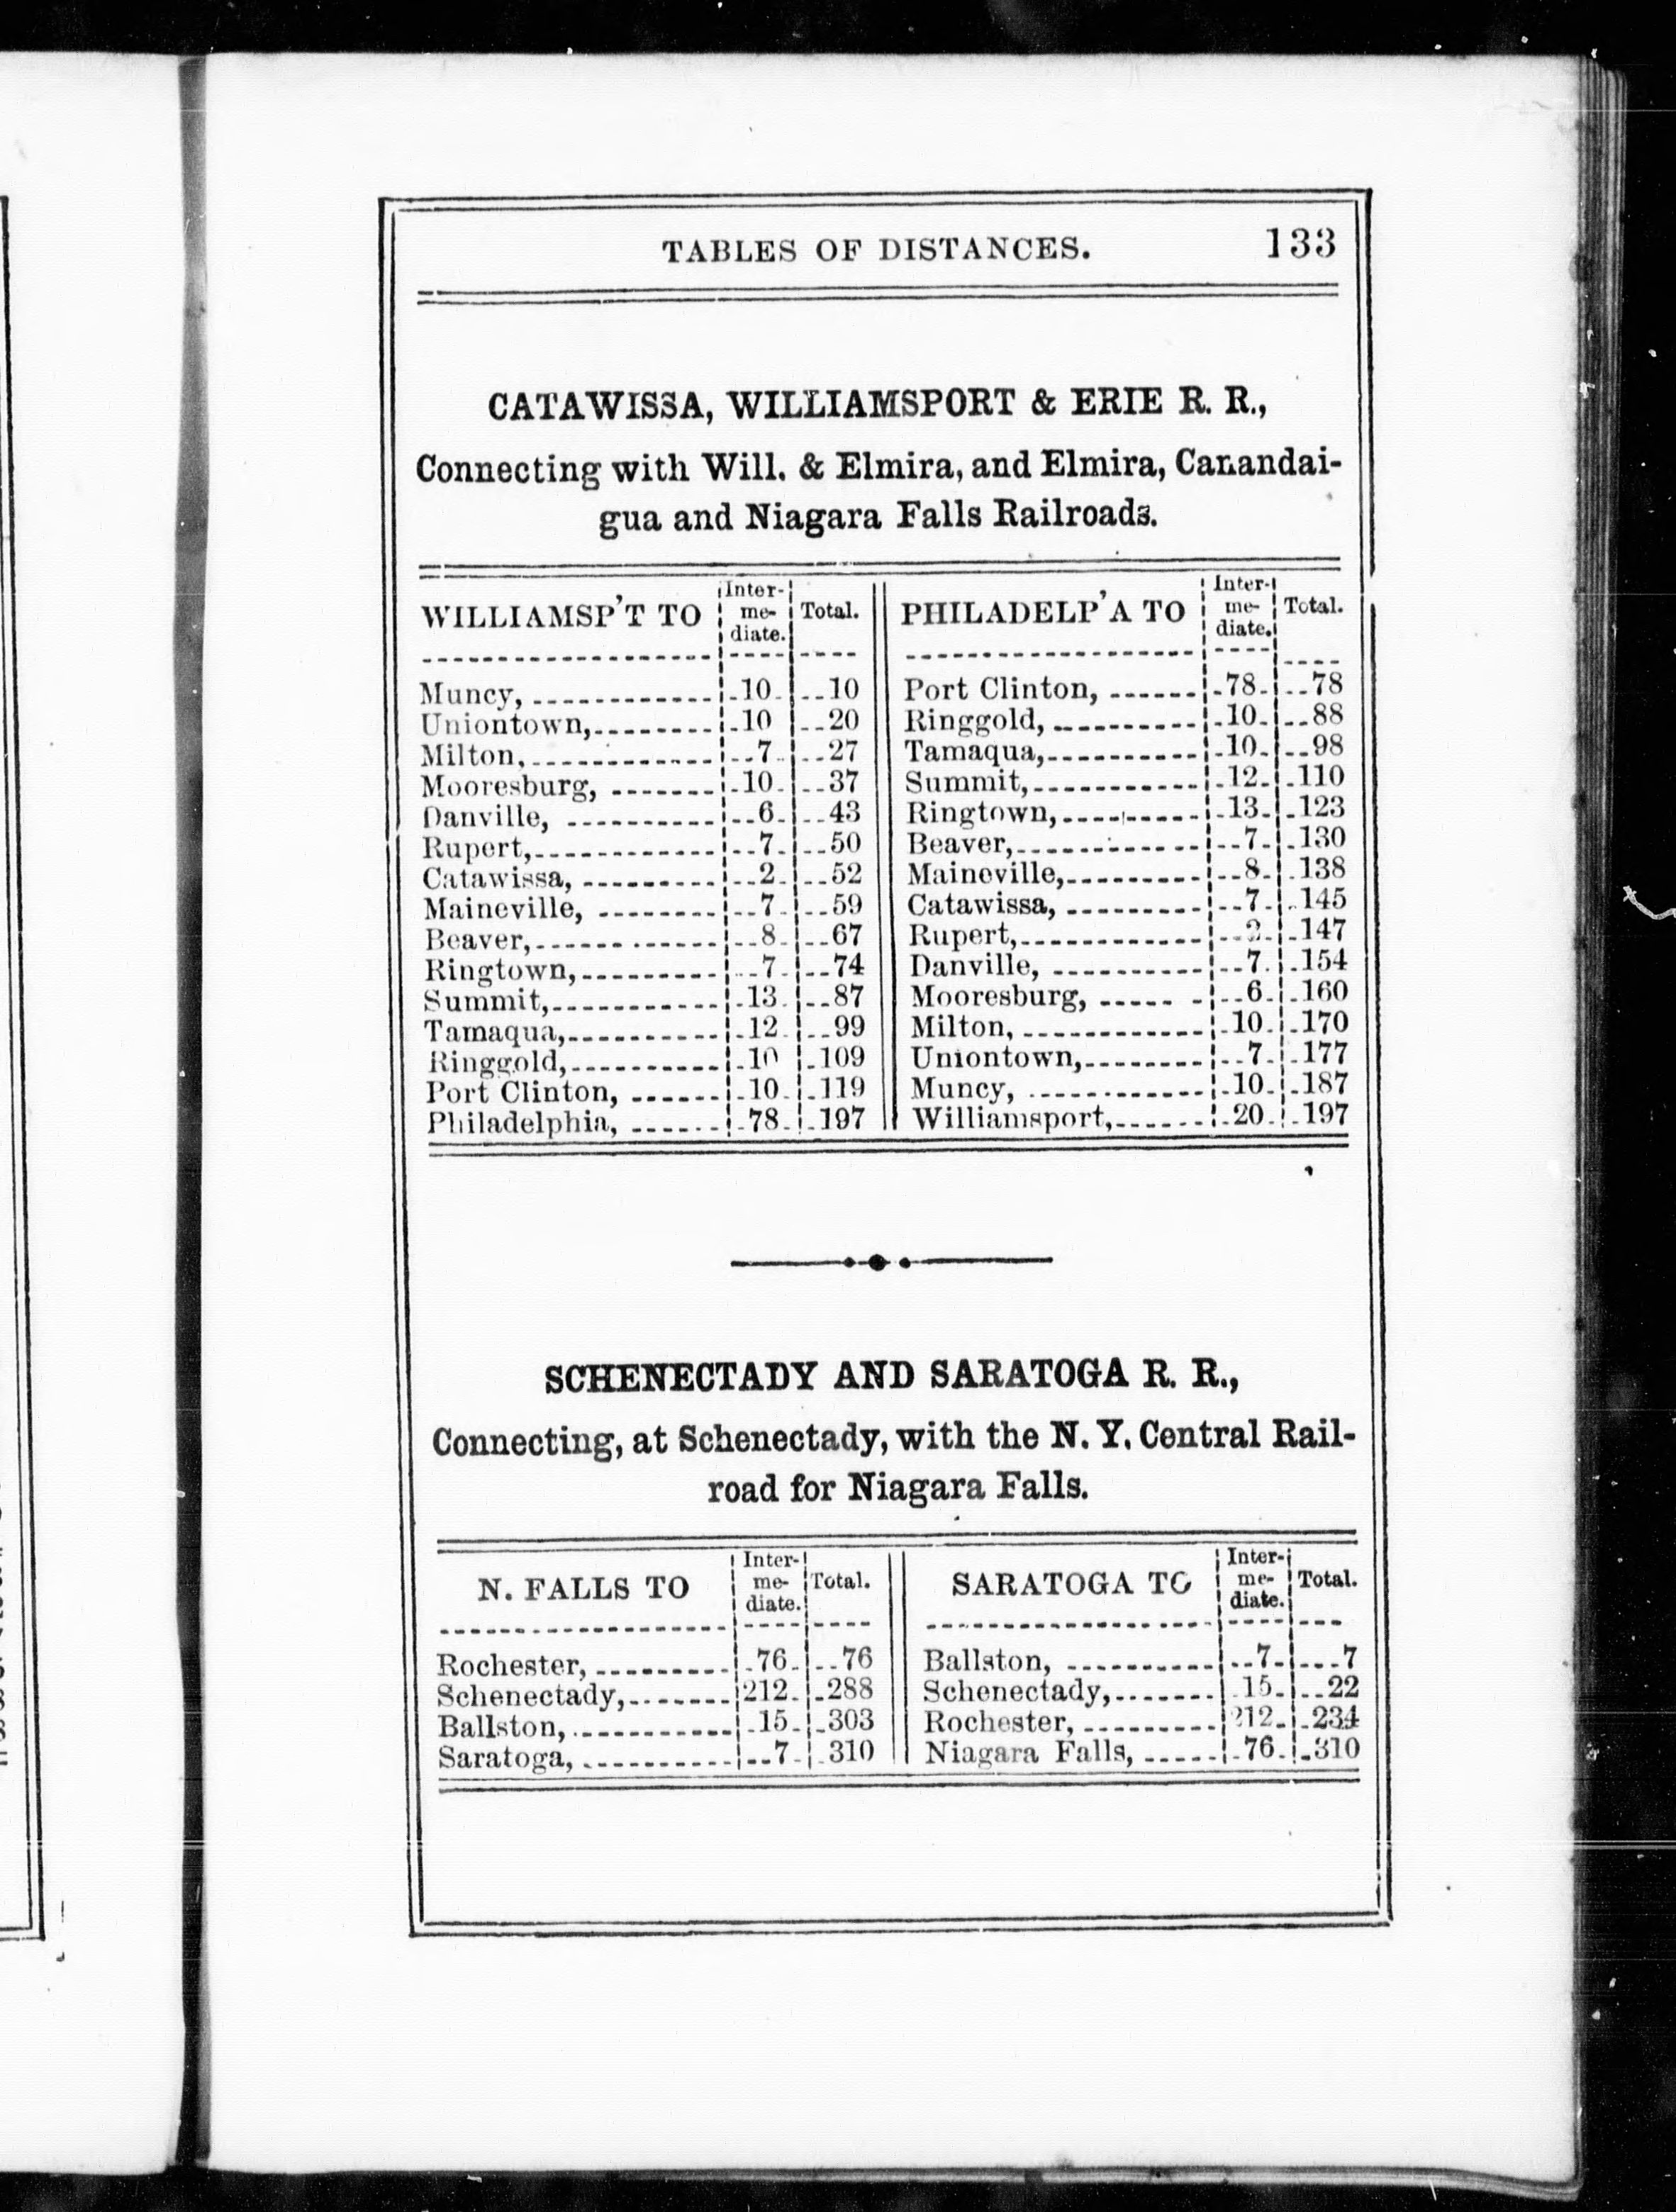 TABLES OF DISTANCES. 133
CATAWISSA, WILLIAMSPORT & ERIE R. R.,
Connecting with Will. & Elmira, and Elmira, Canandai-
gua and Niagara Falls Railroads.
WILLIAMSP'T TO Inter-me-diate. Total.
Muncy, 10 10
Uniontown, 10 20
Milton, 7 27
Mooresburg, 10 37
Danville, 6 43
Rupert, 7 50
Catawissa, 2 52
Maineville, 7 59
Beaver, 8 67
Ringtown, 7 74
Summit, 13 87
Tamaqua, 12 99
Ringgold, 10 109
Port Clinton, 10 119
Philadelphia, 78 197
PHILADELP'A TO Inter-me-diate. Total.
Port Clinton, 78 78
Ringgold, 10 88
Tamaqua, 10 98
Summit, 12 110
Ringtown, 13 123
Beaver, 7 130
Maineville, 8 138
Catawissa, 7 145
Rupert, 2 147
Danville, 7 154
Mooresburg, 6 160
Milton, 10 170
Uniontown, 7 177
Muncy, 10 187
Williamsport, 20 197
SCHENECTADY AND SARATOGA R. R.,
Connecting, at Schenectady, with the N. Y. Central Rail-
road for Niagara Falls.
N. FALLS TO Inter-me-diate. Total.
Rochester, 76 76
Schenectady, 212 288
Ballston, 15 303
Saratoga, 7 310
SARATOGA TO Inter-me-diate. Total.
Ballston, 7 7
Schenectady, 15 22
Rochester, 212 234
Niagara Falls, 76 310